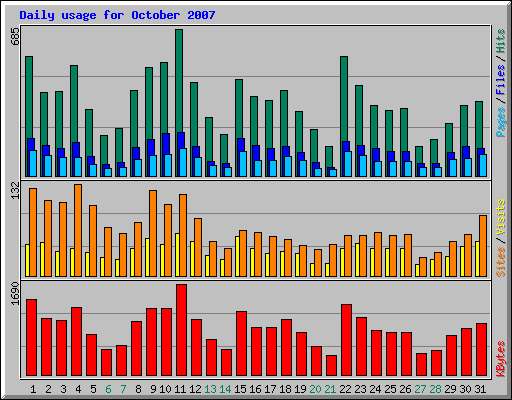 Daily usage for October 2007
685
Pages / Files / Hits
132
Sites / Visits
1690
KBytes
1 2 3 4 5 6 7 8 9 10 11 12 13 14 15 16 17 18 19 20 21 22 23 24 25 26 27 28 29 30 31